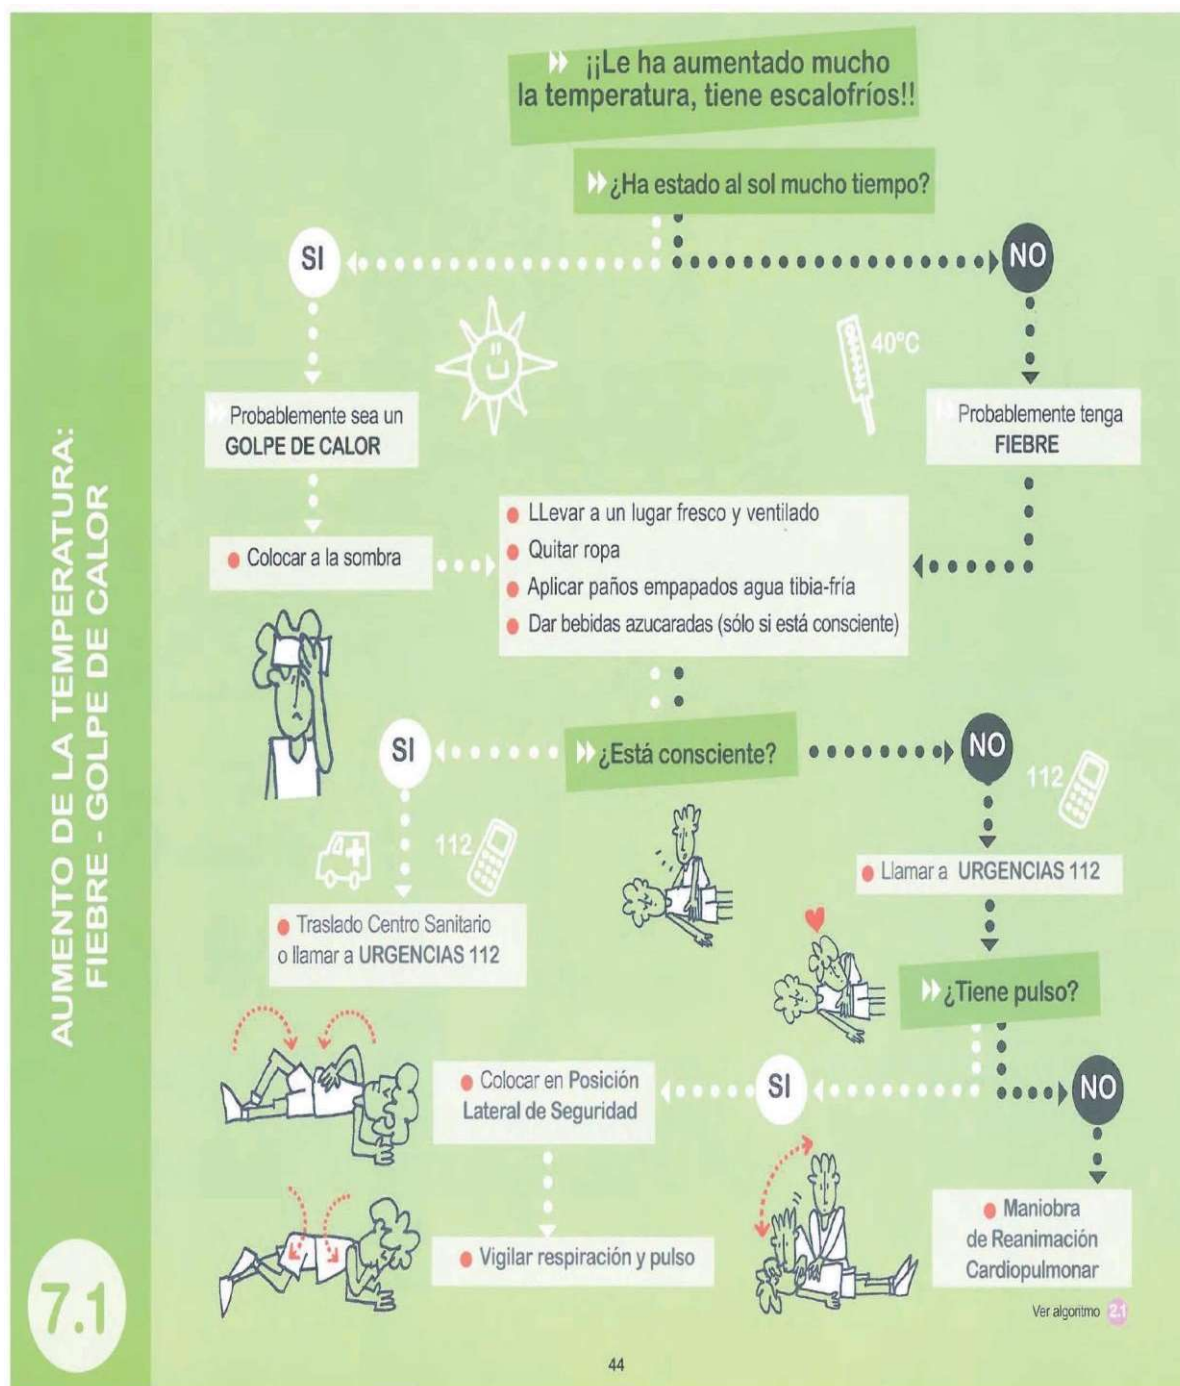 AUMENTO DE LA TEMPERATURA:
FIEBRE - GOLPE DE CALOR
7.1
¡¡Le ha aumentado mucho
la temperatura, tiene escalofríos!!
¿Ha estado al sol mucho tiempo?
SI
NO
40ºC
Probablemente sea un
GOLPE DE CALOR
Probablemente tenga
FIEBRE
Colocar a la sombra
LLevar a un lugar fresco y ventilado
Quitar ropa
Aplicar paños empapados agua tibia-fría
Dar bebidas azucaradas (sólo si está consciente)
¿Está consciente?
SI
NO
112
112
Traslado Centro Sanitario
o llamar a URGENCIAS 112
Llamar a URGENCIAS 112
¿Tiene pulso?
SI
NO
Colocar en Posición
Lateral de Seguridad
Vigilar respiración y pulso
Maniobra
de Reanimación
Cardiopulmonar
Ver algoritmo 2.1
44